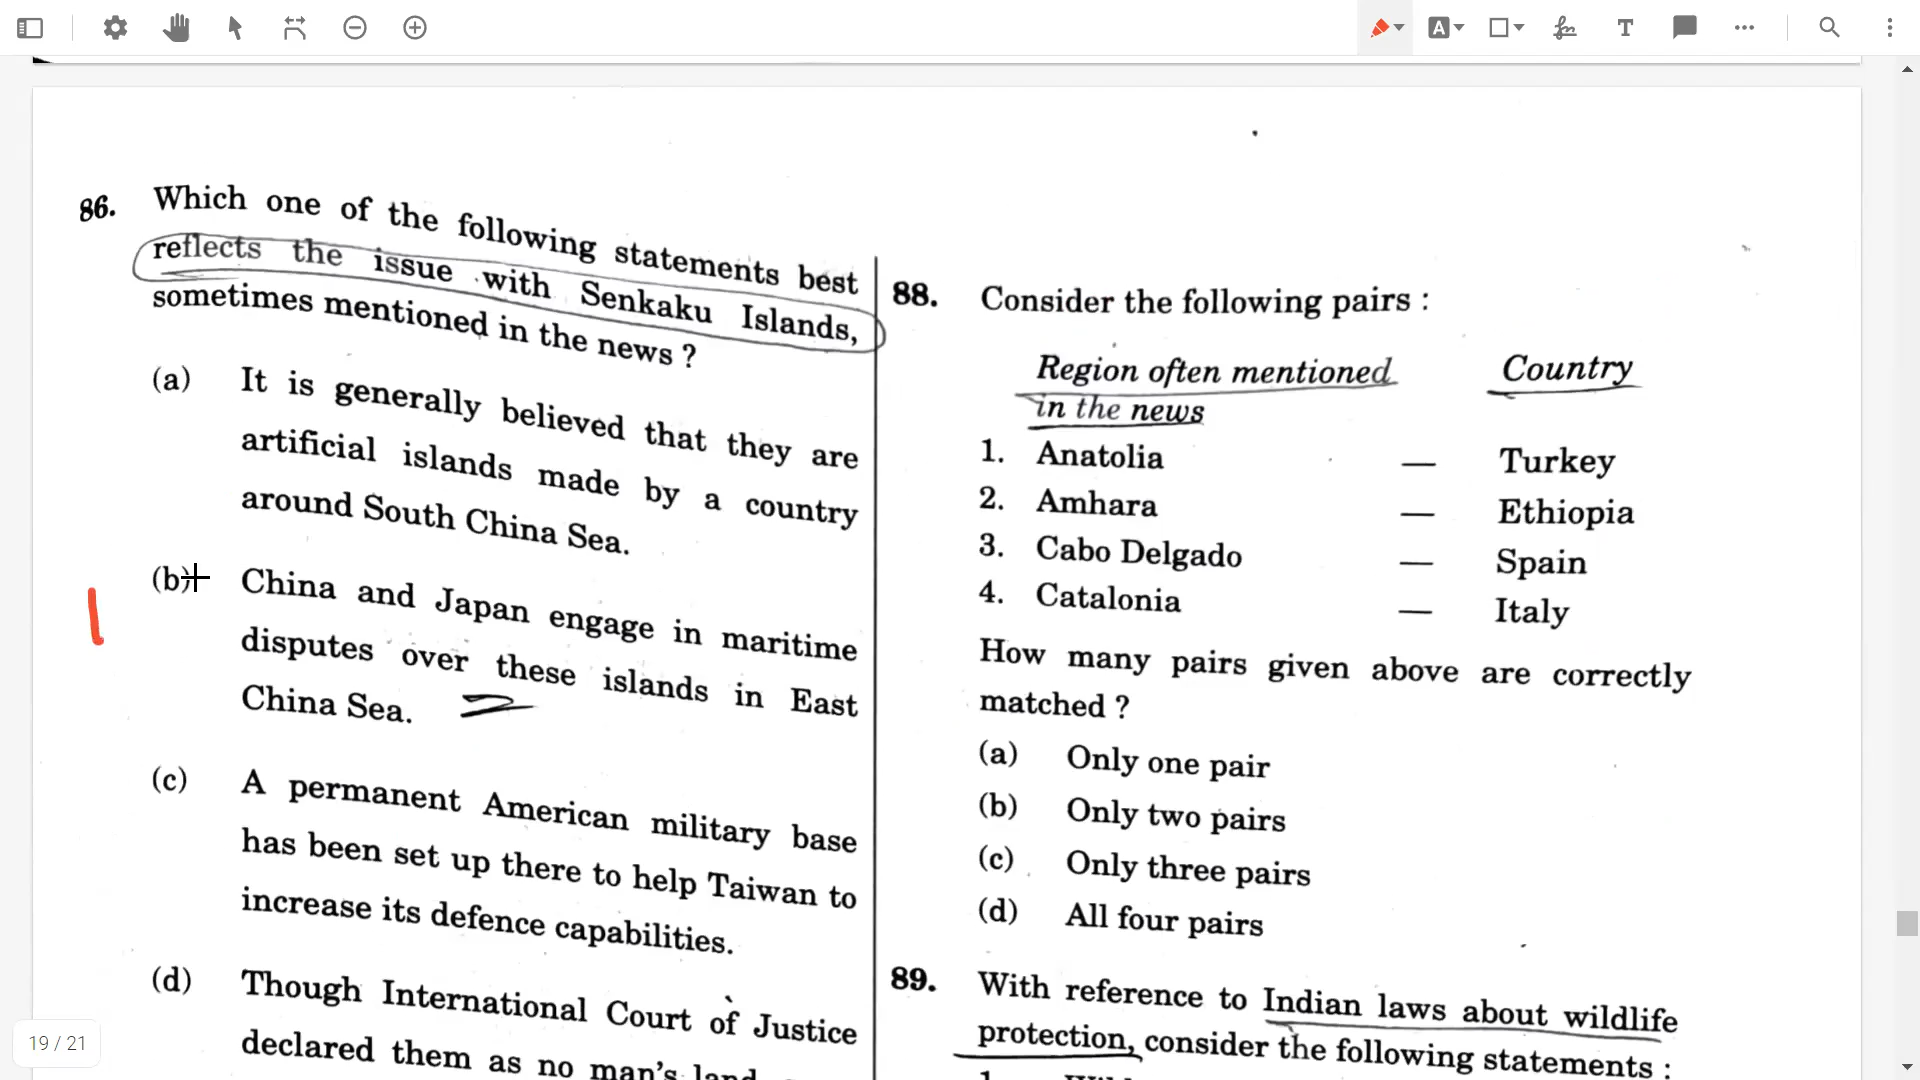 86. Which one of the following statements best
reflects the issue with Senkaku Islands,
sometimes mentioned in the news ?
(a) It is generally believed that they are
artificial islands made by a country
around South China Sea.
(b) China and Japan engage in maritime
disputes over these islands in East
China Sea.
(c) A permanent American military base
has been set up there to help Taiwan to
increase its defence capabilities.
(d) Though International Court of Justice
declared them as no man's land,
88. Consider the following pairs :
Region often mentioned Country
in the news
1. Anatolia — Turkey
2. Amhara — Ethiopia
3. Cabo Delgado — Spain
4. Catalonia — Italy
How many pairs given above are correctly
matched ?
(a) Only one pair
(b) Only two pairs
(c) Only three pairs
(d) All four pairs
89. With reference to Indian laws about wildlife
protection, consider the following statements :
1.
19 / 21